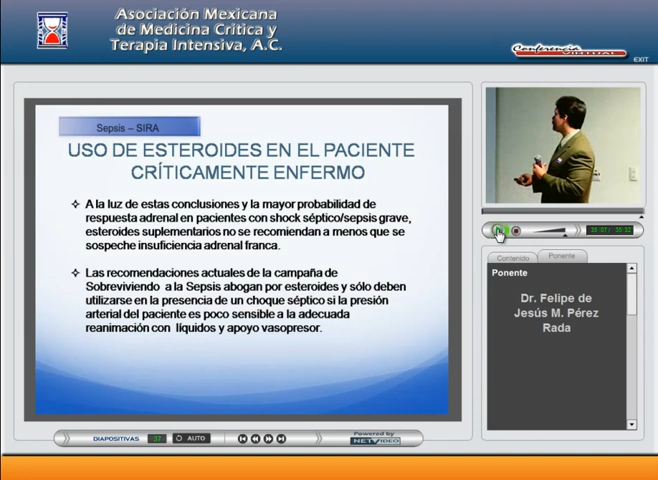 Asociación Mexicana
de Medicina Crítica y
Terapia Intensiva, A.C.
Conferencia
EXIT
Sepsis – SIRA
USO DE ESTEROIDES EN EL PACIENTE
CRÍTICAMENTE ENFERMO
A la luz de estas conclusiones y la mayor probabilidad de
respuesta adrenal en pacientes con shock séptico/sepsis grave,
esteroides suplementarios no se recomiendan a menos que se
sospeche insuficiencia adrenal franca.
Las recomendaciones actuales de la campaña de
Sobreviviendo a la Sepsis abogan por esteroides y sólo deben
utilizarse en la presencia de un choque séptico si la presión
arterial del paciente es poco sensible a la adecuada
reanimación con líquidos y apoyo vasopresor.
Contenido
Ponente
Ponente
Dr. Felipe de
Jesús M. Pérez
Rada
DIAPOSITIVAS
37
AUTO
Powered by
NETVIDEO